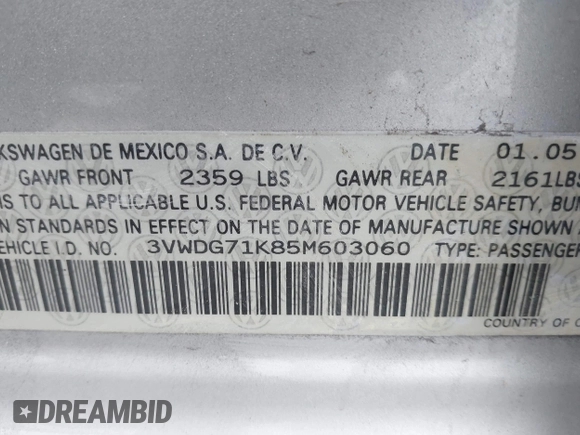 KSWAGEN DE MEXICO S.A. DE C.V. DATE 01.05
GAWR FRONT 2359 LBS GAWR REAR 2161LBS
IS TO ALL APPLICABLE U.S. FEDERAL MOTOR VEHICLE SAFETY, BUM
N STANDARDS IN EFFECT ON THE DATE OF MANUFACTURE SHOWN A
VEHICLE I.D. NO. 3VWDG71K85M603060 TYPE: PASSENGER
COUNTRY OF O
DREAMBID